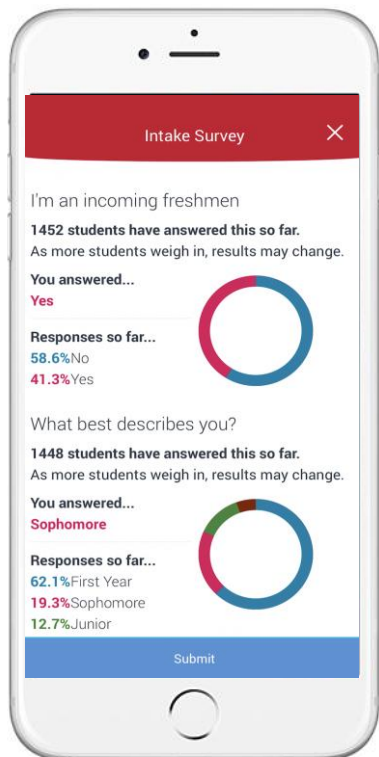 Intake Survey
I'm an incoming freshmen
1452 students have answered this so far.
As more students weigh in, results may change.
You answered...
Yes
Responses so far...
58.6%No
41.3%Yes
What best describes you?
1448 students have answered this so far.
As more students weigh in, results may change.
You answered...
Sophomore
Responses so far...
62.1%First Year
19.3%Sophomore
12.7%Junior
Submit